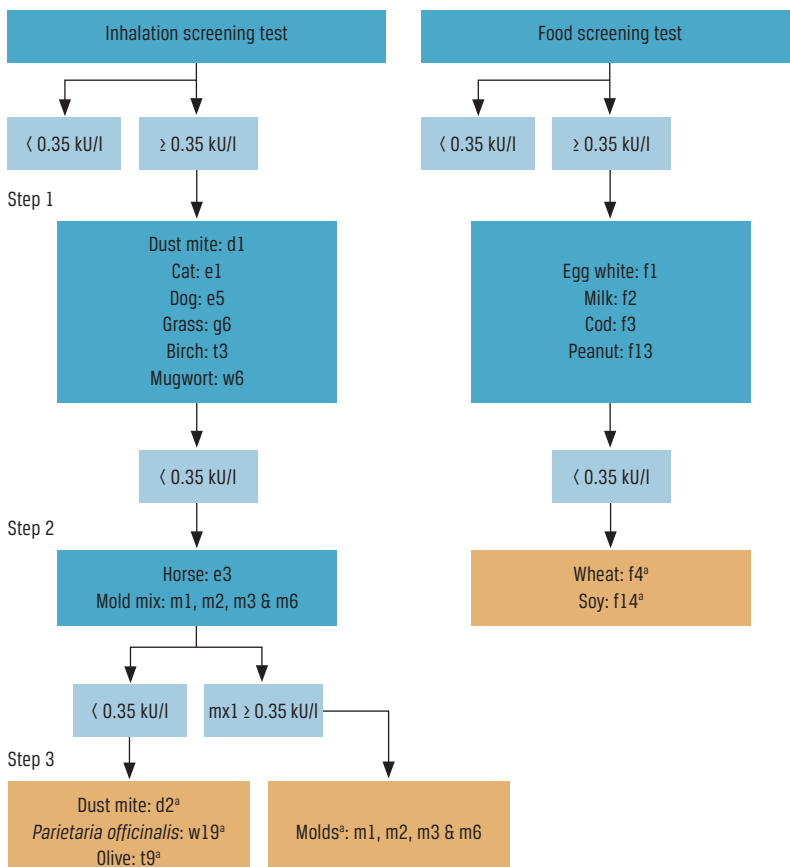 Inhalation screening test
Food screening test
< 0.35 kU/l
≥ 0.35 kU/l
< 0.35 kU/l
≥ 0.35 kU/l
Step 1
Dust mite: d1
Cat: e1
Dog: e5
Grass: g6
Birch: t3
Mugwort: w6
Egg white: f1
Milk: f2
Cod: f3
Peanut: f13
< 0.35 kU/l
< 0.35 kU/l
Step 2
Horse: e3
Mold mix: m1, m2, m3 & m6
Wheat: f4ª
Soy: f14ª
< 0.35 kU/l
mx1 ≥ 0.35 kU/l
Step 3
Dust mite: d2ª
Parietaria officinalis: w19ª
Olive: t9ª
Moldsª: m1, m2, m3 & m6